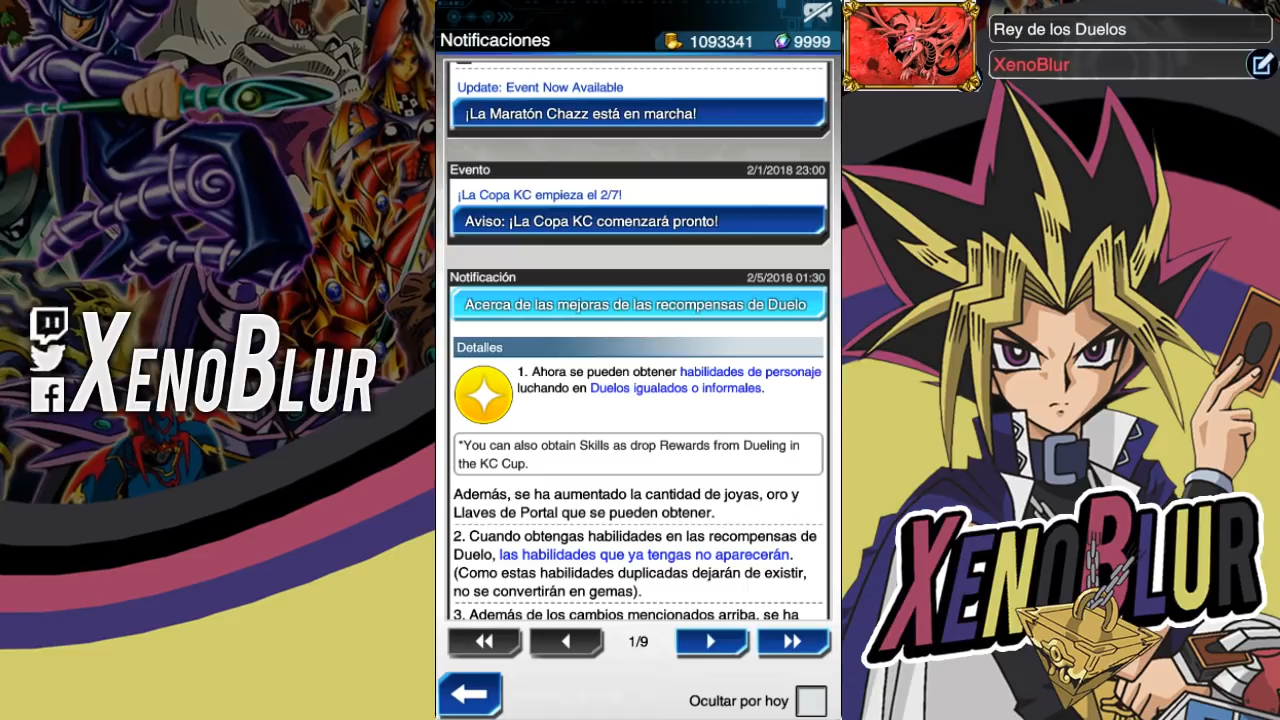 XENOBLUR
Notificaciones
1093341
9999
Update: Event Now Available
¡La Maratón Chazz está en marcha!
Evento
2/1/2018 23:00
¡La Copa KC empieza el 2/7!
Aviso: ¡La Copa KC comenzará pronto!
Notificación
2/5/2018 01:30
Acerca de las mejoras de las recompensas de Duelo
Detalles
1. Ahora se pueden obtener habilidades de personaje
luchando en Duelos igualados o informales.
*You can also obtain Skills as drop Rewards from Dueling in
the KC Cup.
Además, se ha aumentado la cantidad de joyas, oro y
Llaves de Portal que se pueden obtener.
2. Cuando obtengas habilidades en las recompensas de
Duelo, las habilidades que ya tengas no aparecerán.
(Como estas habilidades duplicadas dejarán de existir,
no se convertirán en gemas).
3. Además de los cambios mencionados arriba, se ha
1/9
Ocultar por hoy
Rey de los Duelos
XenoBlur
XENOBLUR